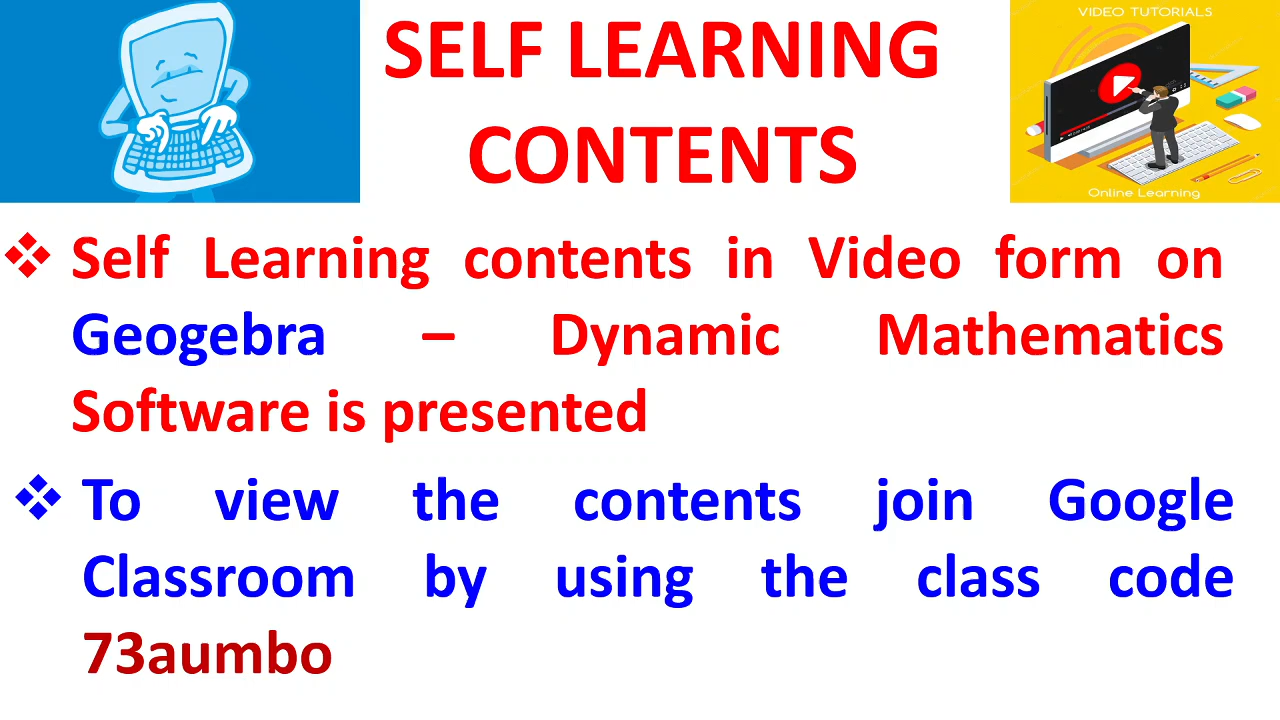 SELF LEARNING
CONTENTS
VIDEO TUTORIALS
Online Learning
❖ Self Learning contents in Video form on
Geogebra – Dynamic Mathematics
Software is presented
❖ To view the contents join Google
Classroom by using the class code
73aumbo